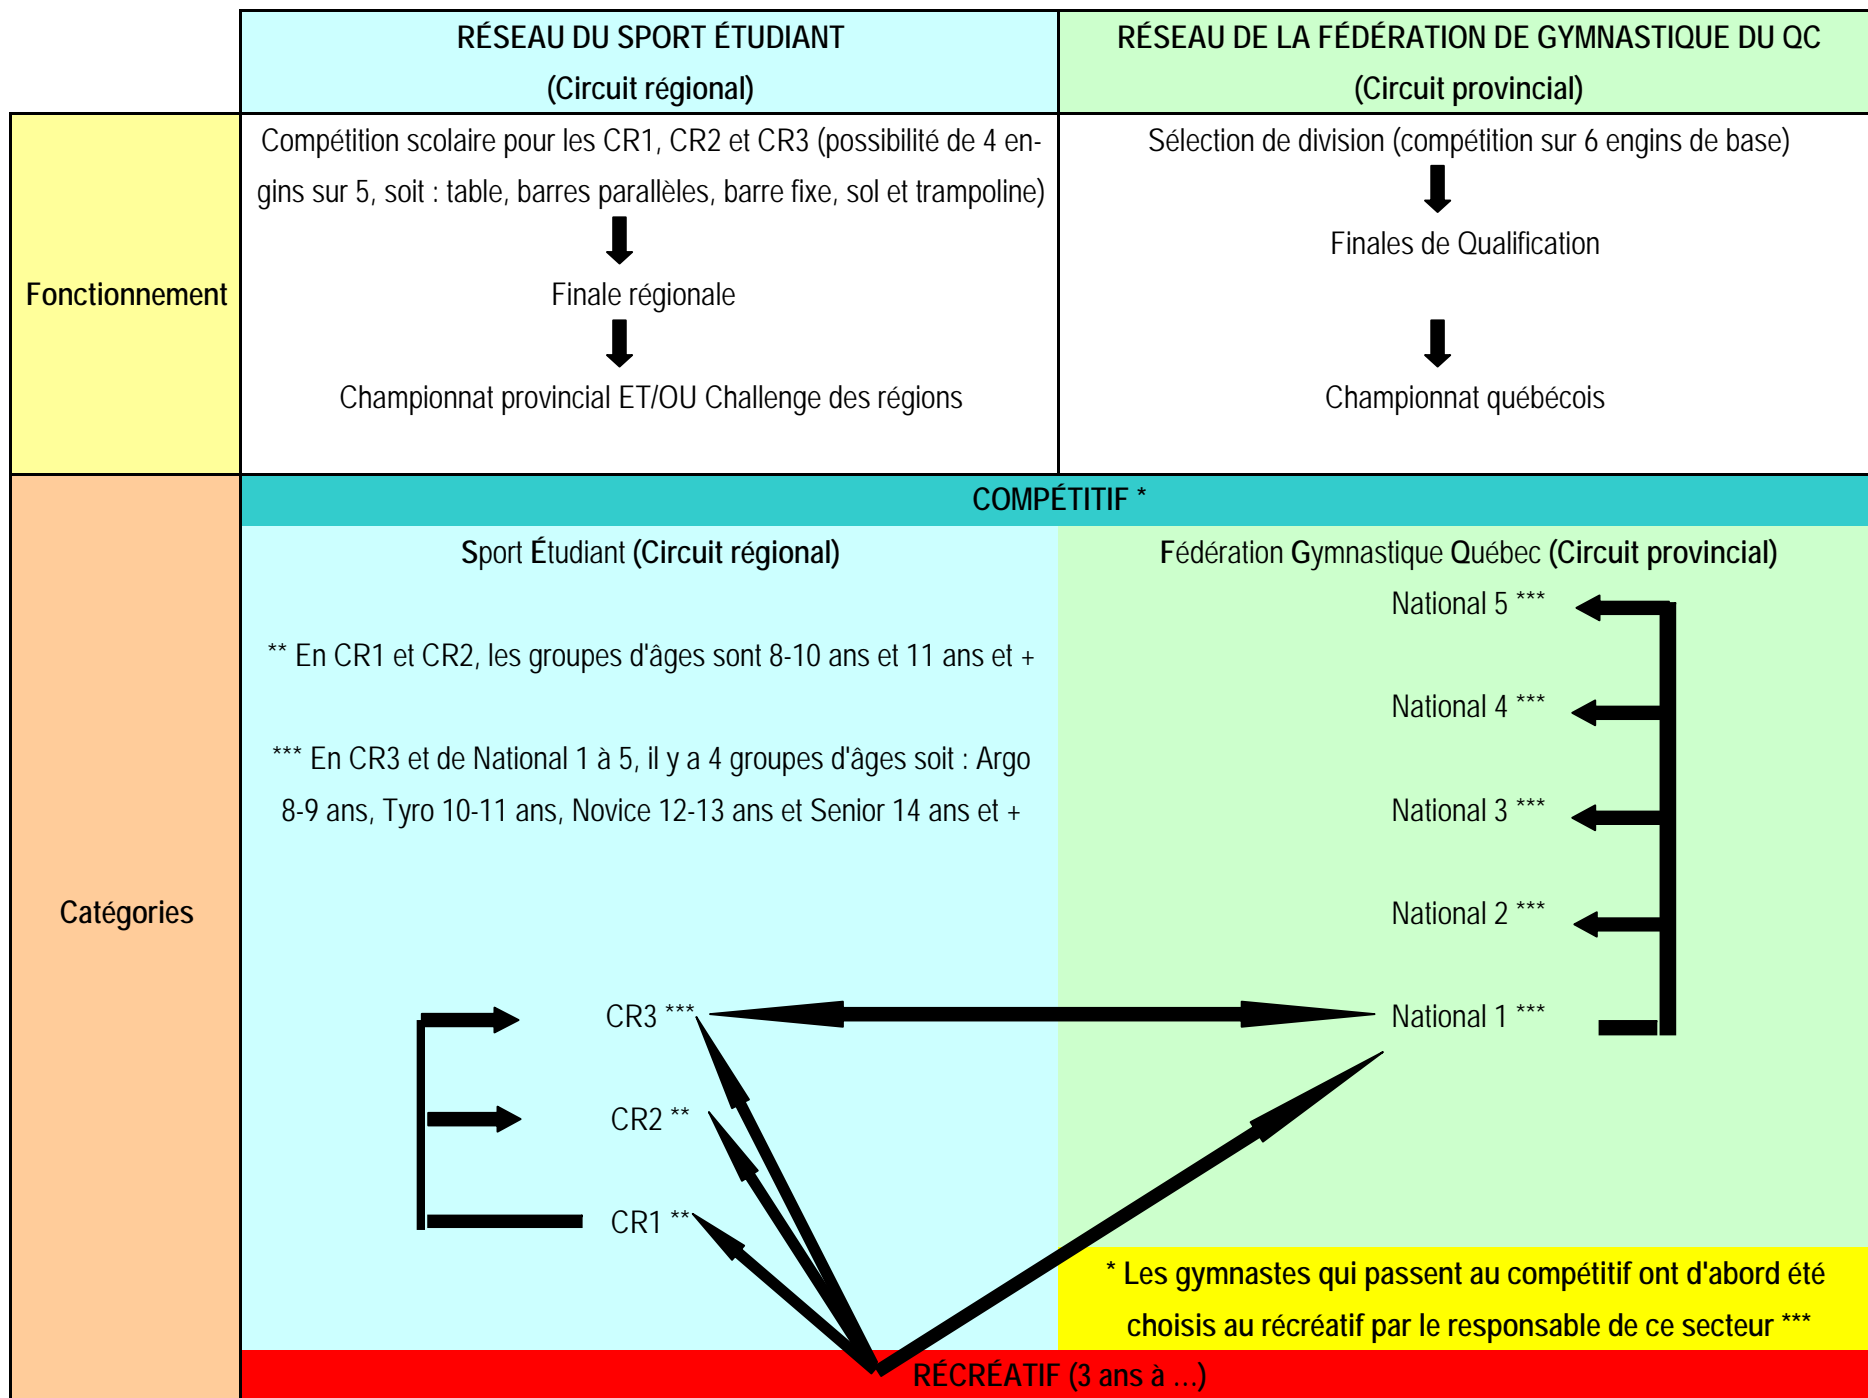 RÉSEAU DU SPORT ÉTUDIANT
(Circuit régional)
RÉSEAU DE LA FÉDÉRATION DE GYMNASTIQUE DU QC
(Circuit provincial)
Fonctionnement
Compétition scolaire pour les CR1, CR2 et CR3 (possibilité de 4 en-
gins sur 5, soit : table, barres parallèles, barre fixe, sol et trampoline)
Finale régionale
Championnat provincial ET/OU Challenge des régions
Sélection de division (compétition sur 6 engins de base)
Finales de Qualification
Championnat québécois
Catégories
COMPÉTITIF *
Sport Étudiant (Circuit régional)
** En CR1 et CR2, les groupes d'âges sont 8-10 ans et 11 ans et +
*** En CR3 et de National 1 à 5, il y a 4 groupes d'âges soit : Argo
8-9 ans, Tyro 10-11 ans, Novice 12-13 ans et Senior 14 ans et +
CR3 ***
CR2 **
CR1 **
Fédération Gymnastique Québec (Circuit provincial)
National 5 ***
National 4 ***
National 3 ***
National 2 ***
National 1 ***
* Les gymnastes qui passent au compétitif ont d'abord été
choisis au récréatif par le responsable de ce secteur ***
RÉCRÉATIF (3 ans à ...)